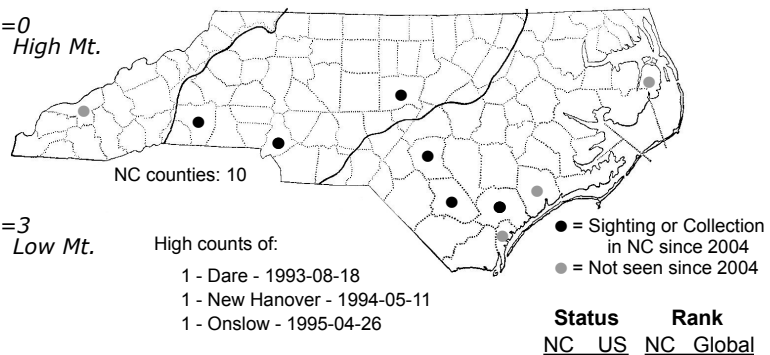 =0
High Mt.
NC counties: 10
=3
Low Mt.
High counts of:
1 - Dare - 1993-08-18
1 - New Hanover - 1994-05-11
1 - Onslow - 1995-04-26
= Sighting or Collection
in NC since 2004
= Not seen since 2004
Status Rank
NC US NC Global